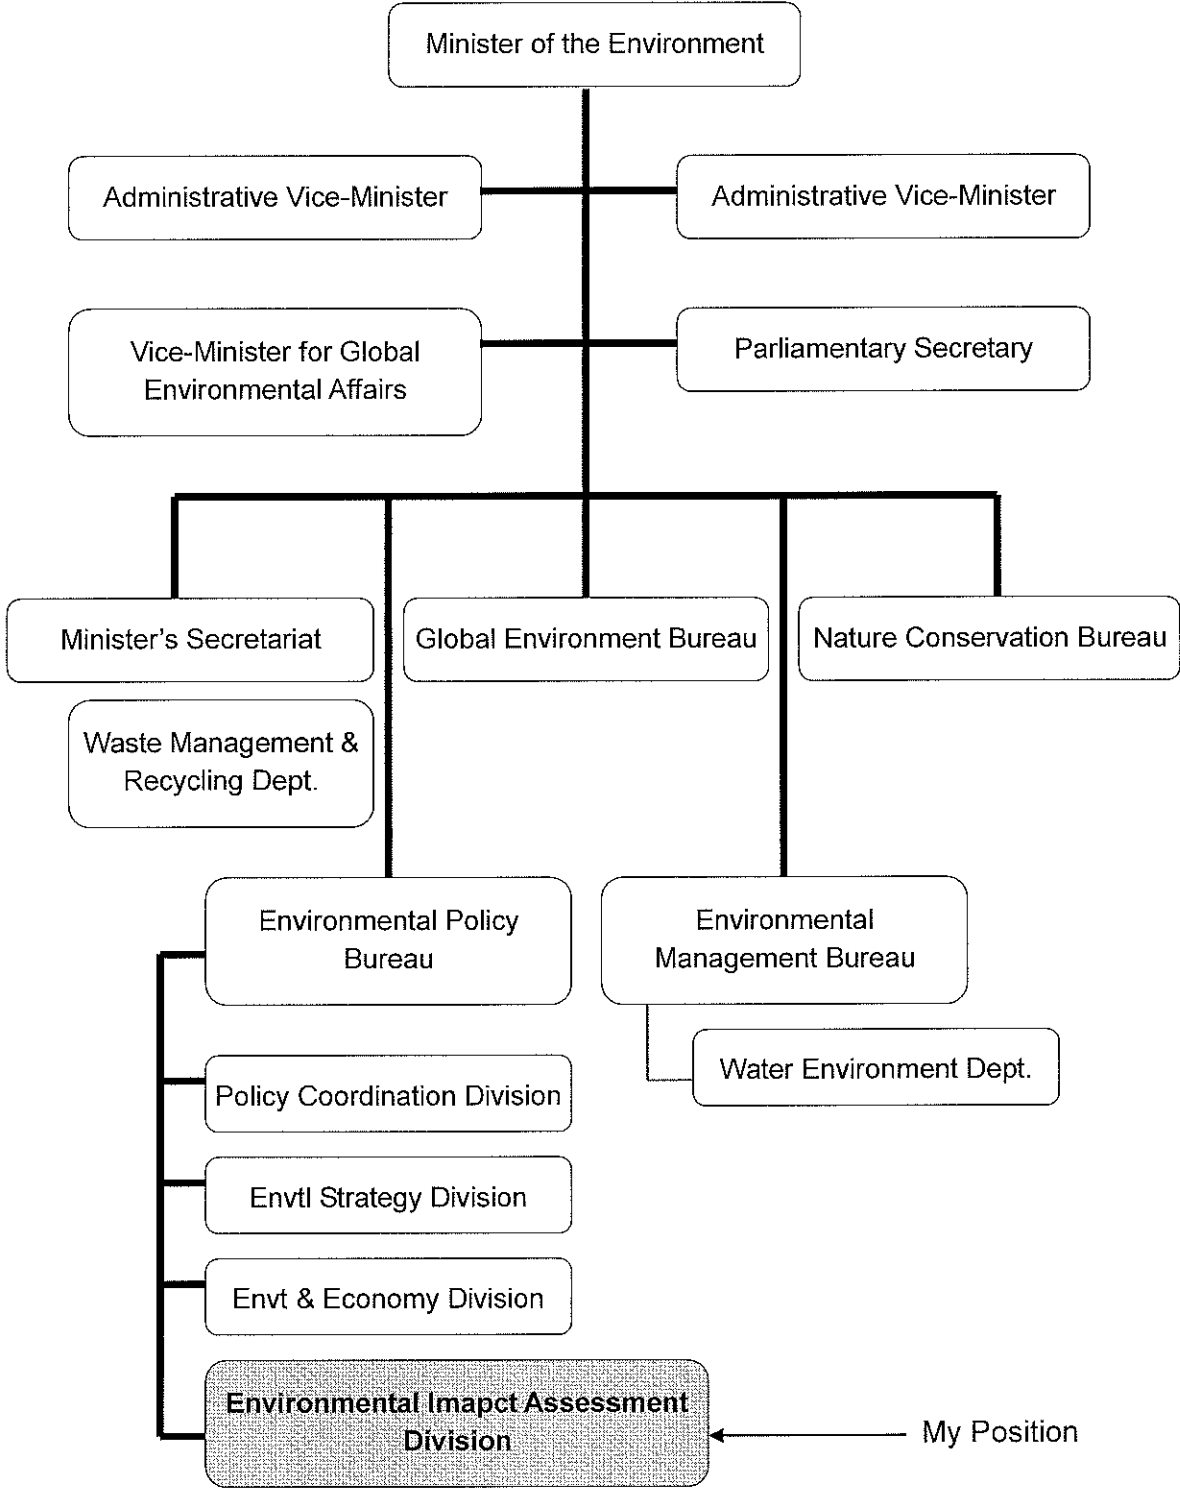 Minister of the Environment
Administrative Vice-Minister
Administrative Vice-Minister
Vice-Minister for Global
Environmental Affairs
Parliamentary Secretary
Minister's Secretariat
Global Environment Bureau
Nature Conservation Bureau
Waste Management &
Recycling Dept.
Environmental Policy
Bureau
Environmental
Management Bureau
Water Environment Dept.
Policy Coordination Division
Envtl Strategy Division
Envt & Economy Division
Environmental Imapct Assessment
Division
My Position